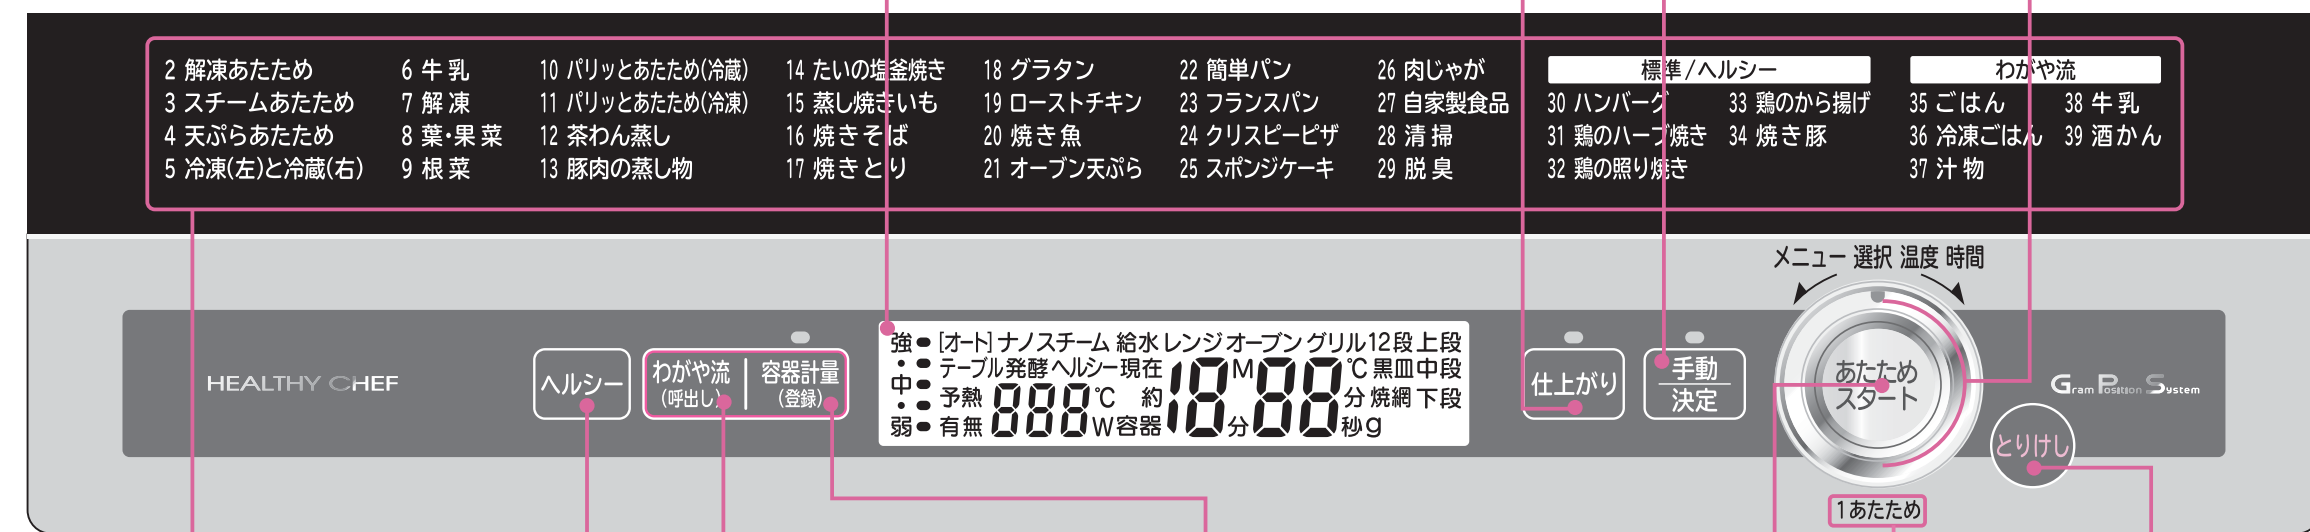 2 解凍あたため
3 スチームあたため
4 天ぷらあたため
5 冷凍(左)と冷蔵(右)
6 牛乳
7 解凍
8 葉・果菜
9 根菜
10 パリッとあたため(冷蔵)
11 パリッとあたため(冷凍)
12 茶わん蒸し
13 豚肉の蒸し物
14 たいの塩釜焼き
15 蒸し焼きいも
16 焼きそば
17 焼きとり
18 グラタン
19 ローストチキン
20 焼き魚
21 オーブン天ぷら
22 簡単パン
23 フランスパン
24 クリスピーピザ
25 スポンジケーキ
26 肉じゃが
27 自家製食品
28 清掃
29 脱臭
標準/ヘルシー
30 ハンバーグ
31 鶏のハーブ焼き
32 鶏の照り焼き
33 鶏のから揚げ
34 焼き豚
わがや流
35 ごはん
36 冷凍ごはん
37 汁物
38 牛乳
39 酒かん
メニュー 選択 温度 時間
HEALTHY CHEF
ヘルシー
わがや流
(呼出し)
容器計量
(登録)
強 [オート] ナノスチーム 給水 レンジ オーブン グリル 12段 上段
・ テーブル 発酵 ヘルシー 現在 18 M 88 ℃ 黒皿 中段
中 予熱 888 ℃ 約 分 焼網 下段
弱 有無 W 容器 分 秒 g
仕上がり
手動
決定
あたため
スタート
Gram Position System
とりけし
1あたため